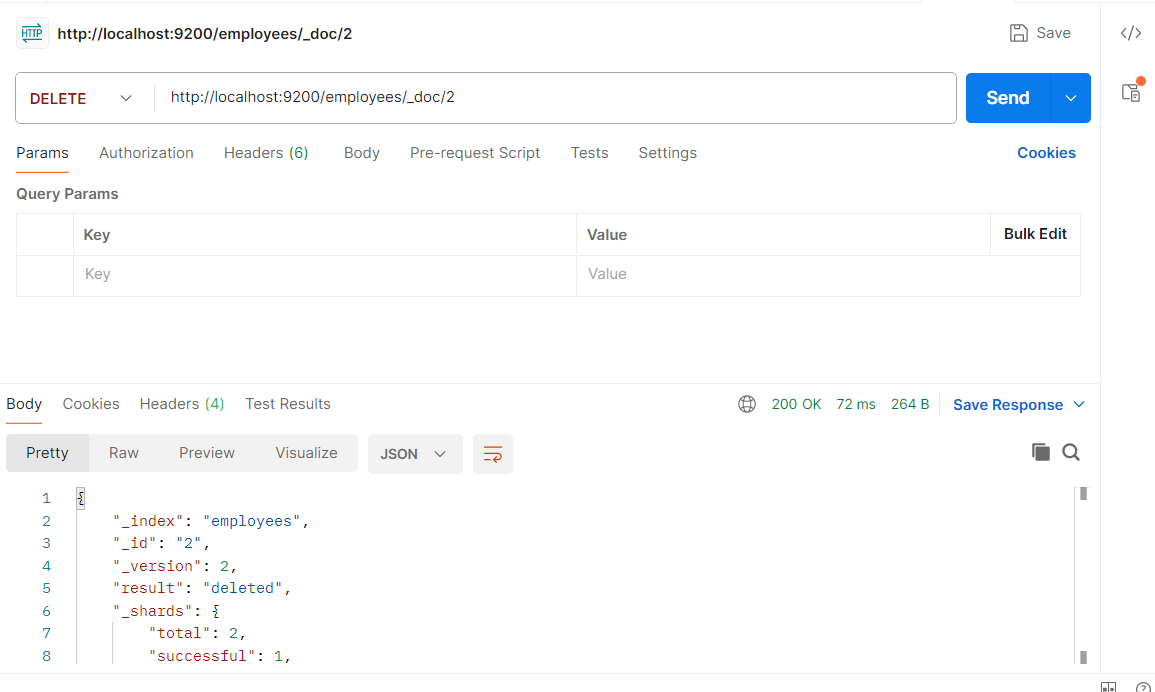 HTTP http://localhost:9200/employees/_doc/2 Save
DELETE http://localhost:9200/employees/_doc/2 Send
Params Authorization Headers (6) Body Pre-request Script Tests Settings Cookies
Query Params
Key Value Bulk Edit
Key Value
Body Cookies Headers (4) Test Results 200 OK 72 ms 264 B Save Response
Pretty Raw Preview Visualize JSON
1 {
2 "_index": "employees",
3 "_id": "2",
4 "_version": 2,
5 "result": "deleted",
6 "_shards": {
7 "total": 2,
8 "successful": 1,